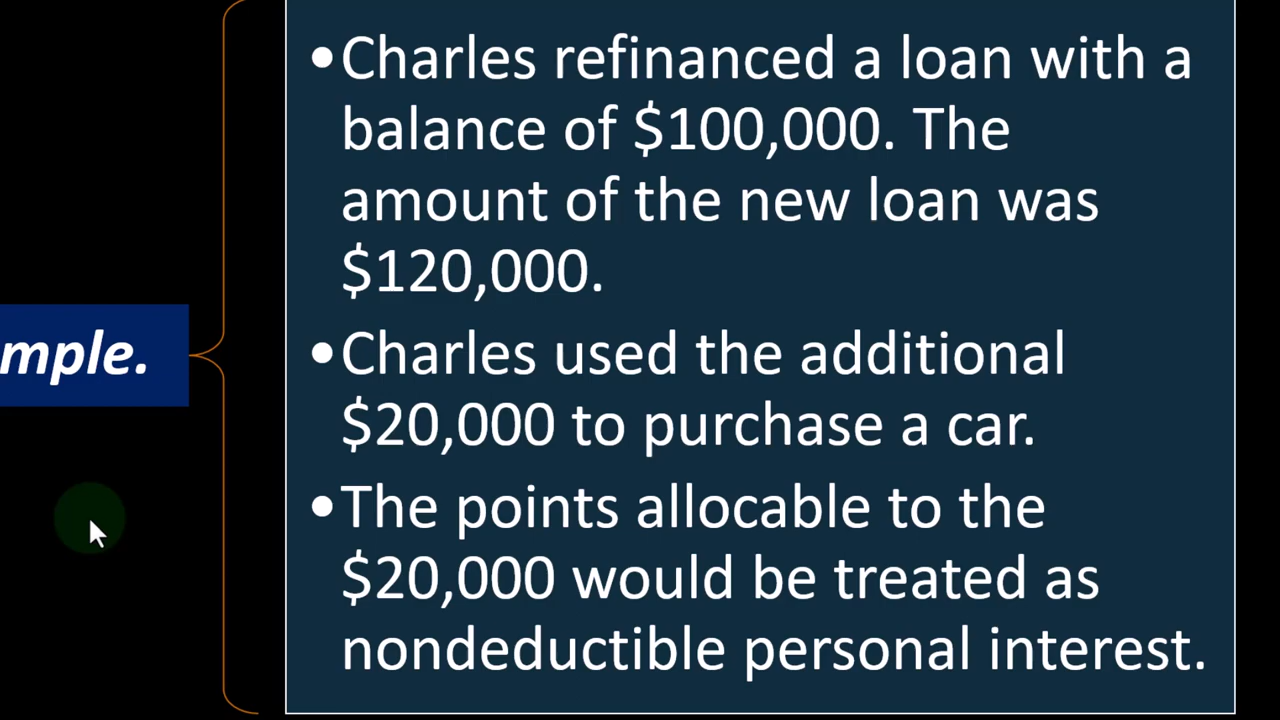 •Charles refinanced a loan with a
balance of $100,000. The
amount of the new loan was
$120,000.
•Charles used the additional
$20,000 to purchase a car.
•The points allocable to the
$20,000 would be treated as
nondeductible personal interest.
mple.